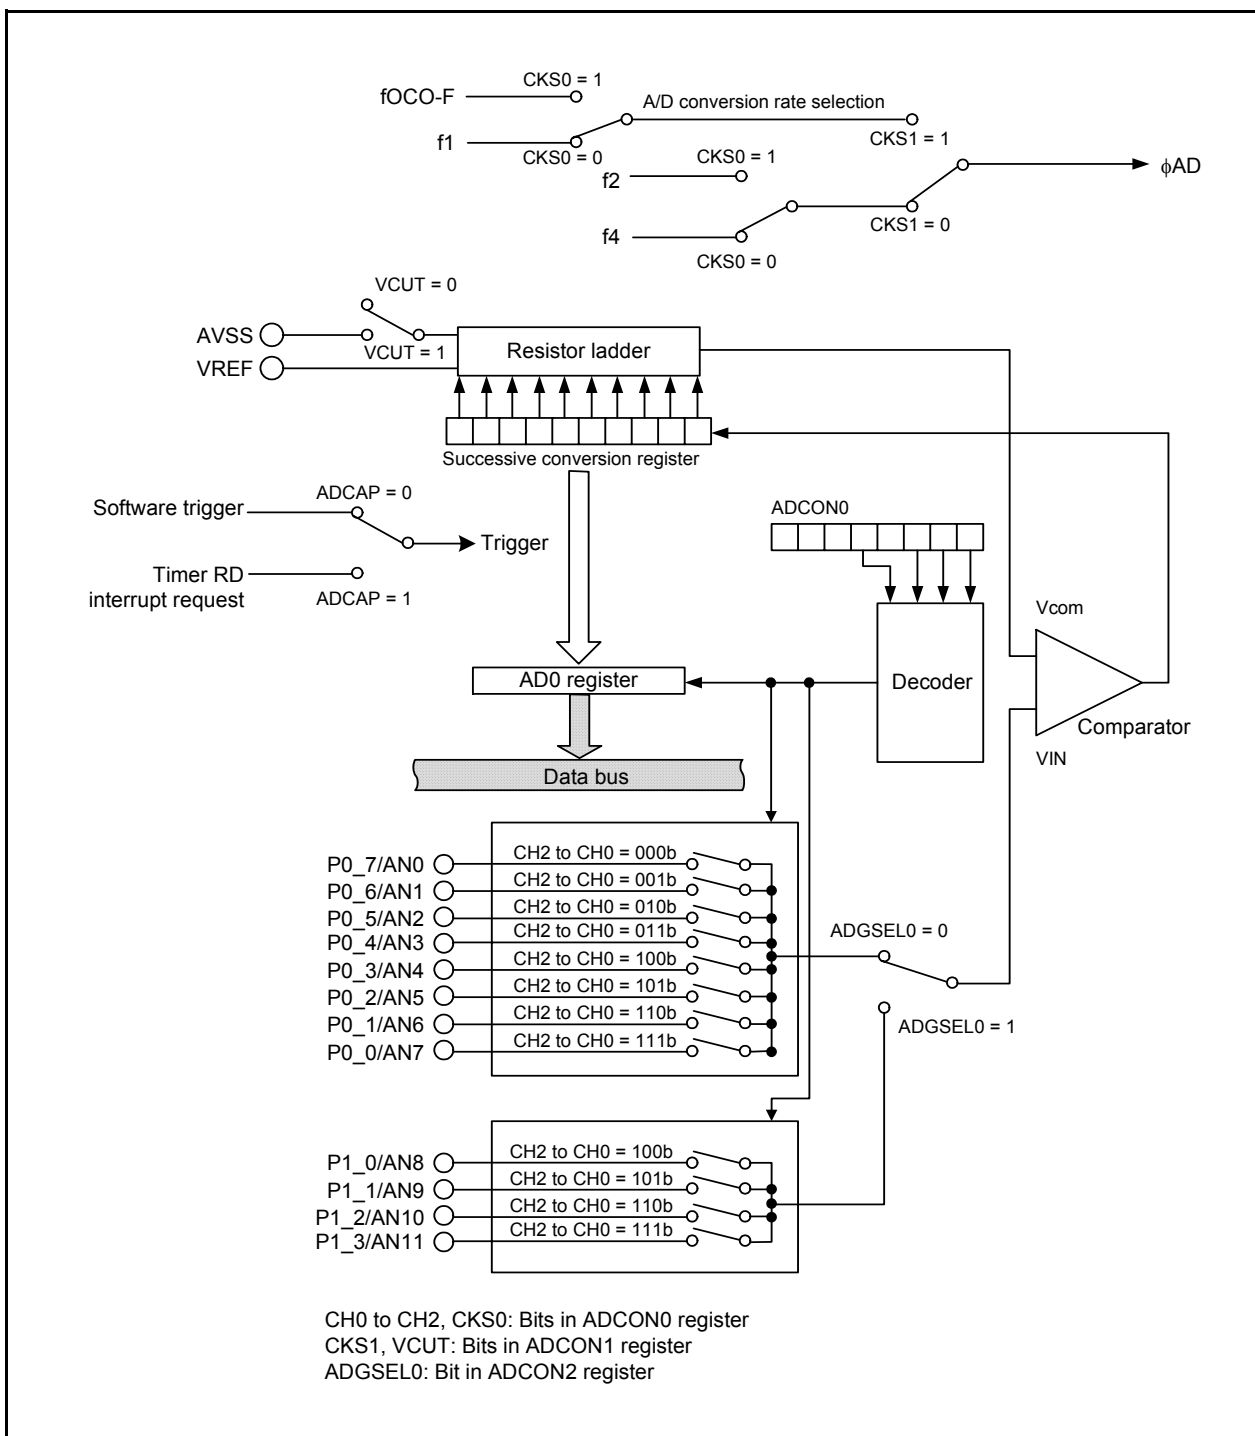 CKS0 = 1
fOCO-F
A/D conversion rate selection
f1
CKS0 = 0
CKS1 = 1
CKS0 = 1
f2
ϕAD
f4
CKS1 = 0
CKS0 = 0
VCUT = 0
AVSS
VCUT = 1
VREF
Resistor ladder
Successive conversion register
ADCAP = 0
Software trigger
Trigger
Timer RD
interrupt request
ADCAP = 1
ADCON0
Vcom
Decoder
Comparator
VIN
AD0 register
Data bus
P0_7/AN0 CH2 to CH0 = 000b
P0_6/AN1 CH2 to CH0 = 001b
P0_5/AN2 CH2 to CH0 = 010b
P0_4/AN3 CH2 to CH0 = 011b
P0_3/AN4 CH2 to CH0 = 100b
P0_2/AN5 CH2 to CH0 = 101b
P0_1/AN6 CH2 to CH0 = 110b
P0_0/AN7 CH2 to CH0 = 111b
ADGSEL0 = 0
ADGSEL0 = 1
P1_0/AN8 CH2 to CH0 = 100b
P1_1/AN9 CH2 to CH0 = 101b
P1_2/AN10 CH2 to CH0 = 110b
P1_3/AN11 CH2 to CH0 = 111b
CH0 to CH2, CKS0: Bits in ADCON0 register
CKS1, VCUT: Bits in ADCON1 register
ADGSEL0: Bit in ADCON2 register